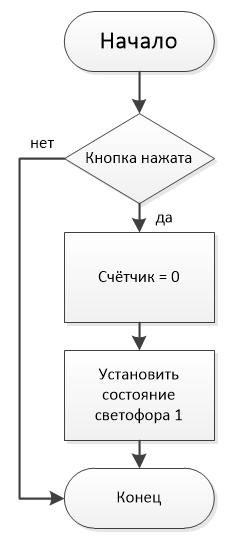 Начало
нет
Кнопка нажата
да
Счётчик = 0
Установить
состояние
светофора 1
Конец